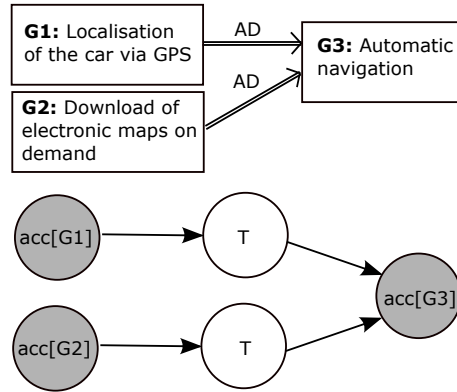 G1: Localisation
of the car via GPS
AD
G3: Automatic
navigation
AD
G2: Download of
electronic maps on
demand
acc[G1]
T
acc[G3]
acc[G2]
T